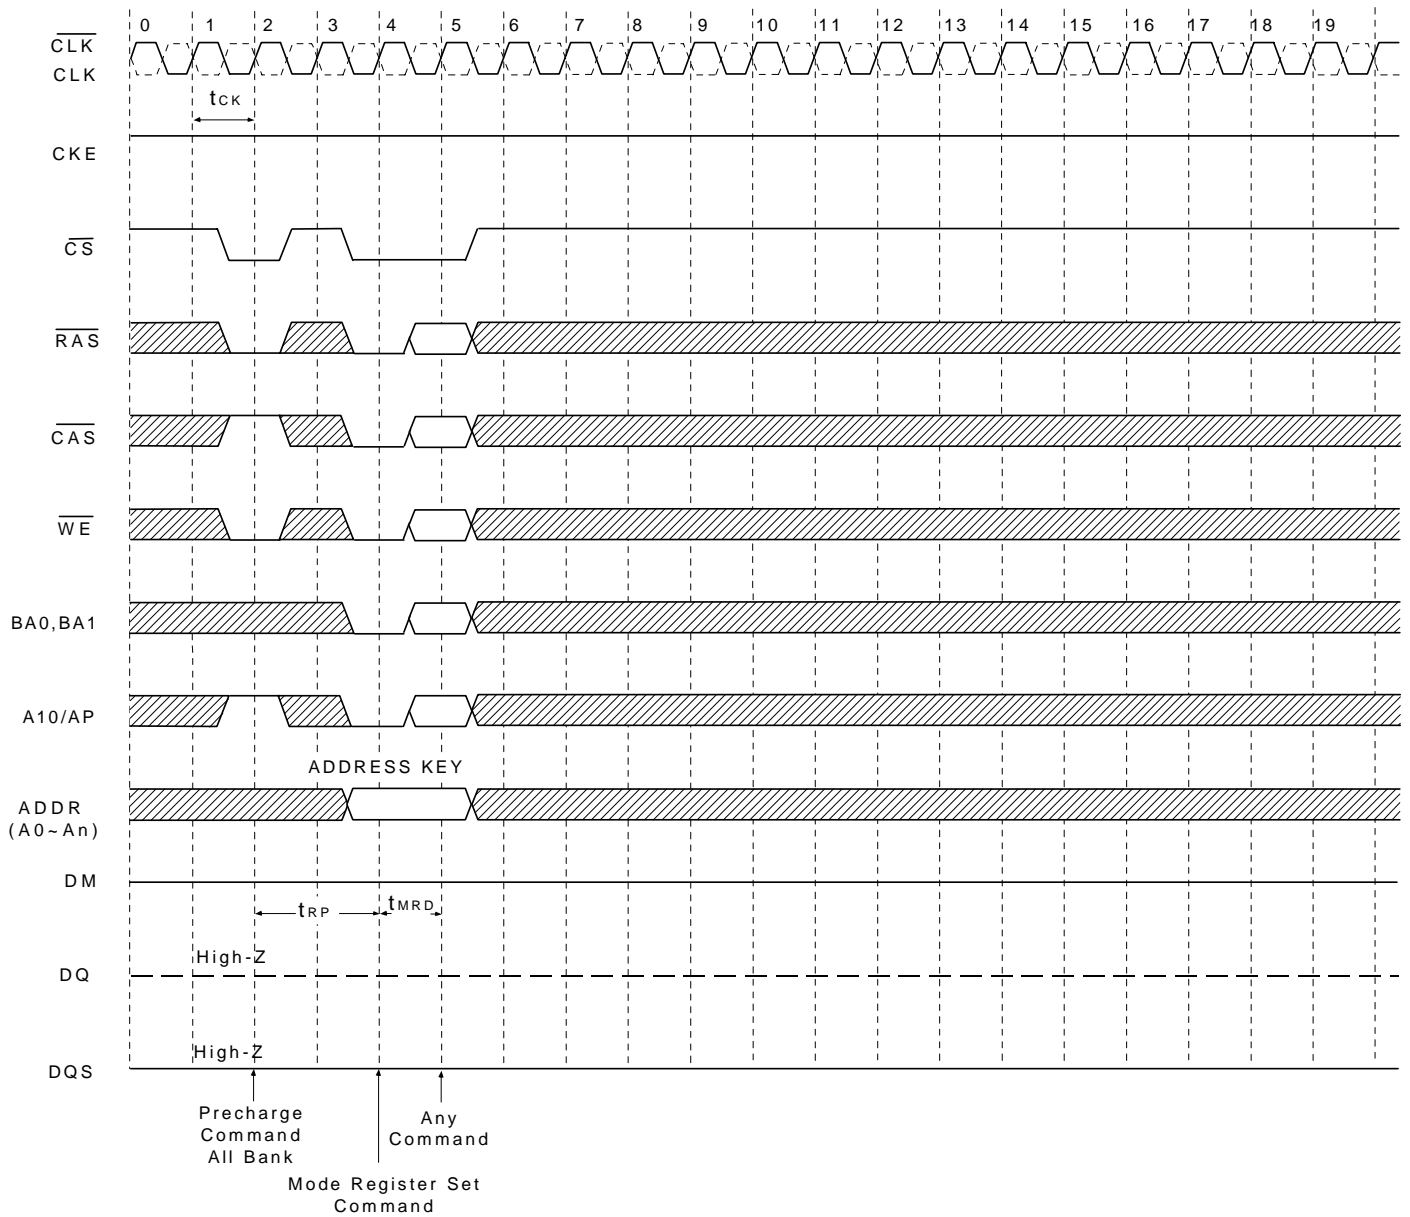 0 1 2 3 4 5 6 7 8 9 10 11 12 13 14 15 16 17 18 19
CLK
CLK
tCK
CKE
CS
RAS
CAS
WE
BA0,BA1
A10/AP
ADDRESS KEY
ADDR
(A0~An)
DM
tRP tMRD
High-Z
DQ
High-Z
DQS
Precharge
Command
All Bank
Any
Command
Mode Register Set
Command